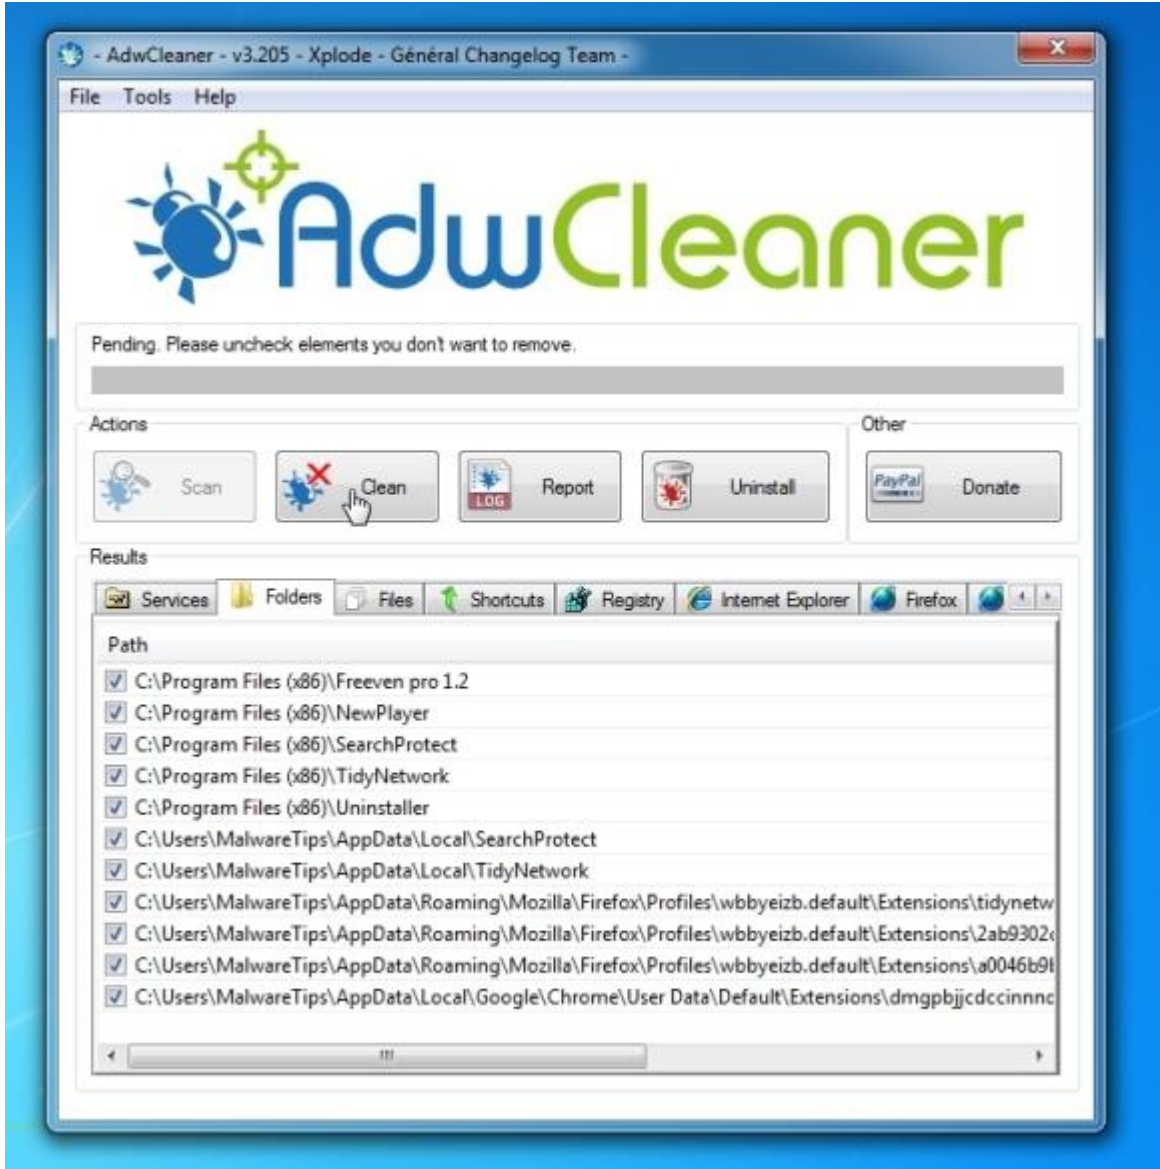 - AdwCleaner - v3.205 - Xplode - Général Changelog Team -
File Tools Help
AdwCleaner
Pending. Please uncheck elements you don't want to remove.
Actions
Other
Scan
Clean
LOG
Report
Uninstall
PayPal
Donate
Results
Services Folders Files Shortcuts Registry Internet Explorer Firefox
Path
C:\Program Files (x86)\Freeven pro 1.2
C:\Program Files (x86)\NewPlayer
C:\Program Files (x86)\SearchProtect
C:\Program Files (x86)\TidyNetwork
C:\Program Files (x86)\Uninstaller
C:\Users\MalwareTips\AppData\Local\SearchProtect
C:\Users\MalwareTips\AppData\Local\TidyNetwork
C:\Users\MalwareTips\AppData\Roaming\Mozilla\Firefox\Profiles\wbbyeizb.default\Extensions\tidynetw
C:\Users\MalwareTips\AppData\Roaming\Mozilla\Firefox\Profiles\wbbyeizb.default\Extensions\2ab9302c
C:\Users\MalwareTips\AppData\Roaming\Mozilla\Firefox\Profiles\wbbyeizb.default\Extensions\a0046b9b
C:\Users\MalwareTips\AppData\Local\Google\Chrome\User Data\Default\Extensions\dmgpbjjcdccinnnc